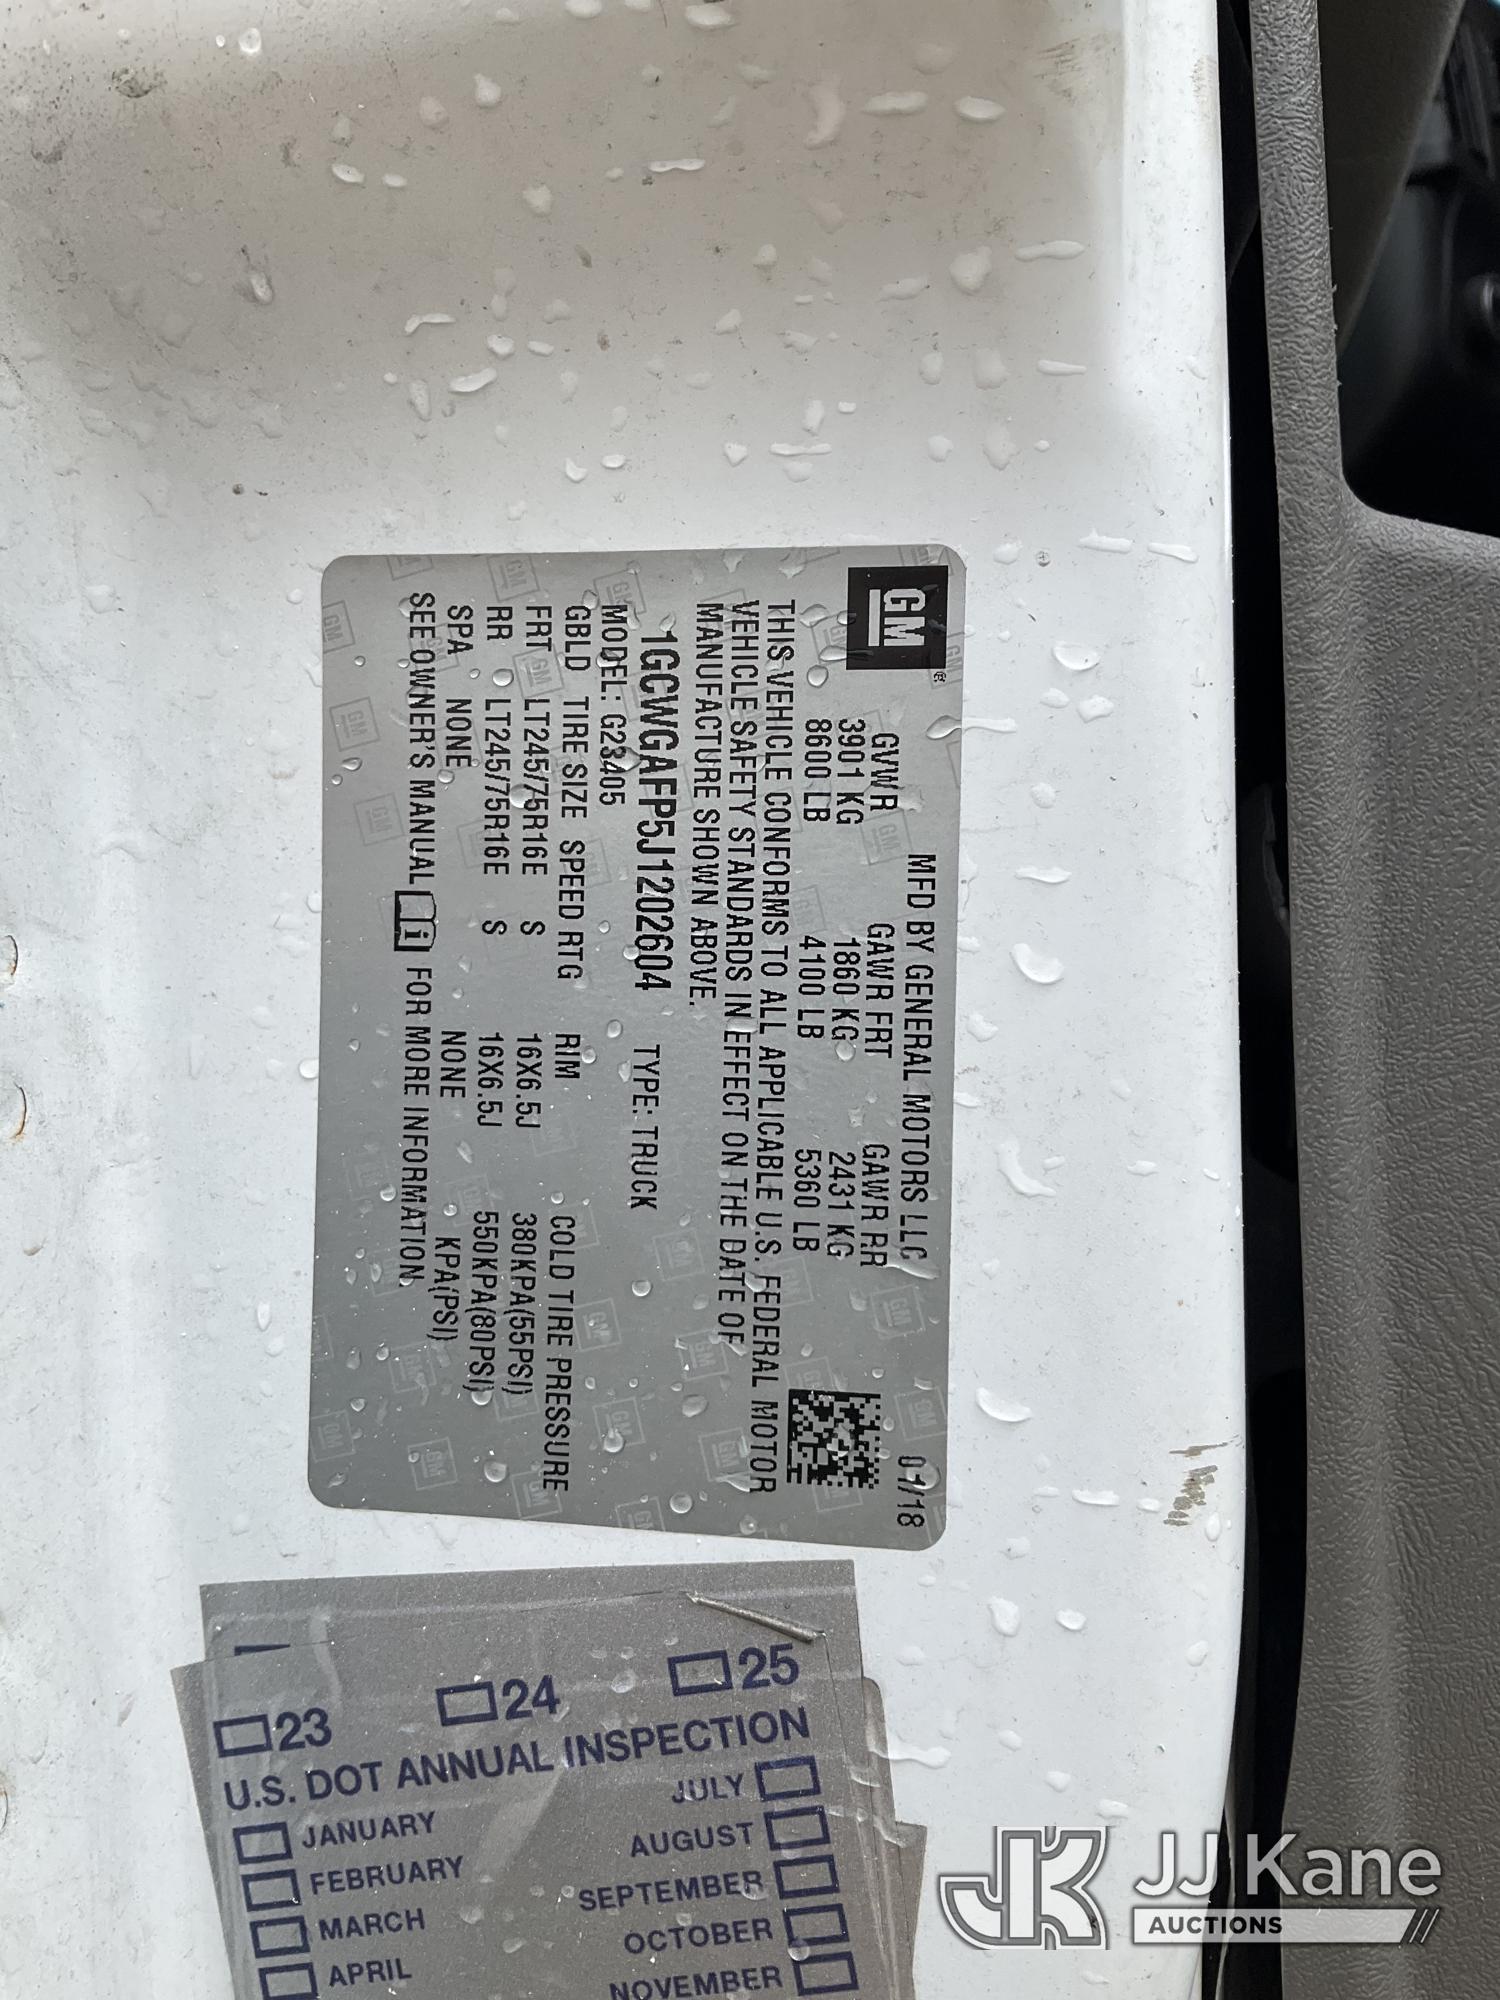 GM
MFD BY GENERAL MOTORS LLC 01/18
GVWR GAWR FRT GAWR RR
3901 KG 1860 KG 2431 KG
8600 LB 4100 LB 5360 LB
THIS VEHICLE CONFORMS TO ALL APPLICABLE U.S. FEDERAL MOTOR
VEHICLE SAFETY STANDARDS IN EFFECT ON THE DATE OF
MANUFACTURE SHOWN ABOVE.
1GCWGAFP5J1202604 TYPE: TRUCK
MODEL: G23405
GBLD TIRE SIZE SPEED RTG RIM COLD TIRE PRESSURE
FRT LT245/75R16E S 16X6.5J 380KPA(55PSI)
RR LT245/75R16E S 16X6.5J 550KPA(80PSI)
SPA NONE NONE KPA(PSI)
SEE OWNER'S MANUAL i FOR MORE INFORMATION.
23 24 25
U.S. DOT ANNUAL INSPECTION
JANUARY JULY
FEBRUARY AUGUST
MARCH SEPTEMBER
APRIL OCTOBER
NOVEMBER
JK JJ Kane
AUCTIONS